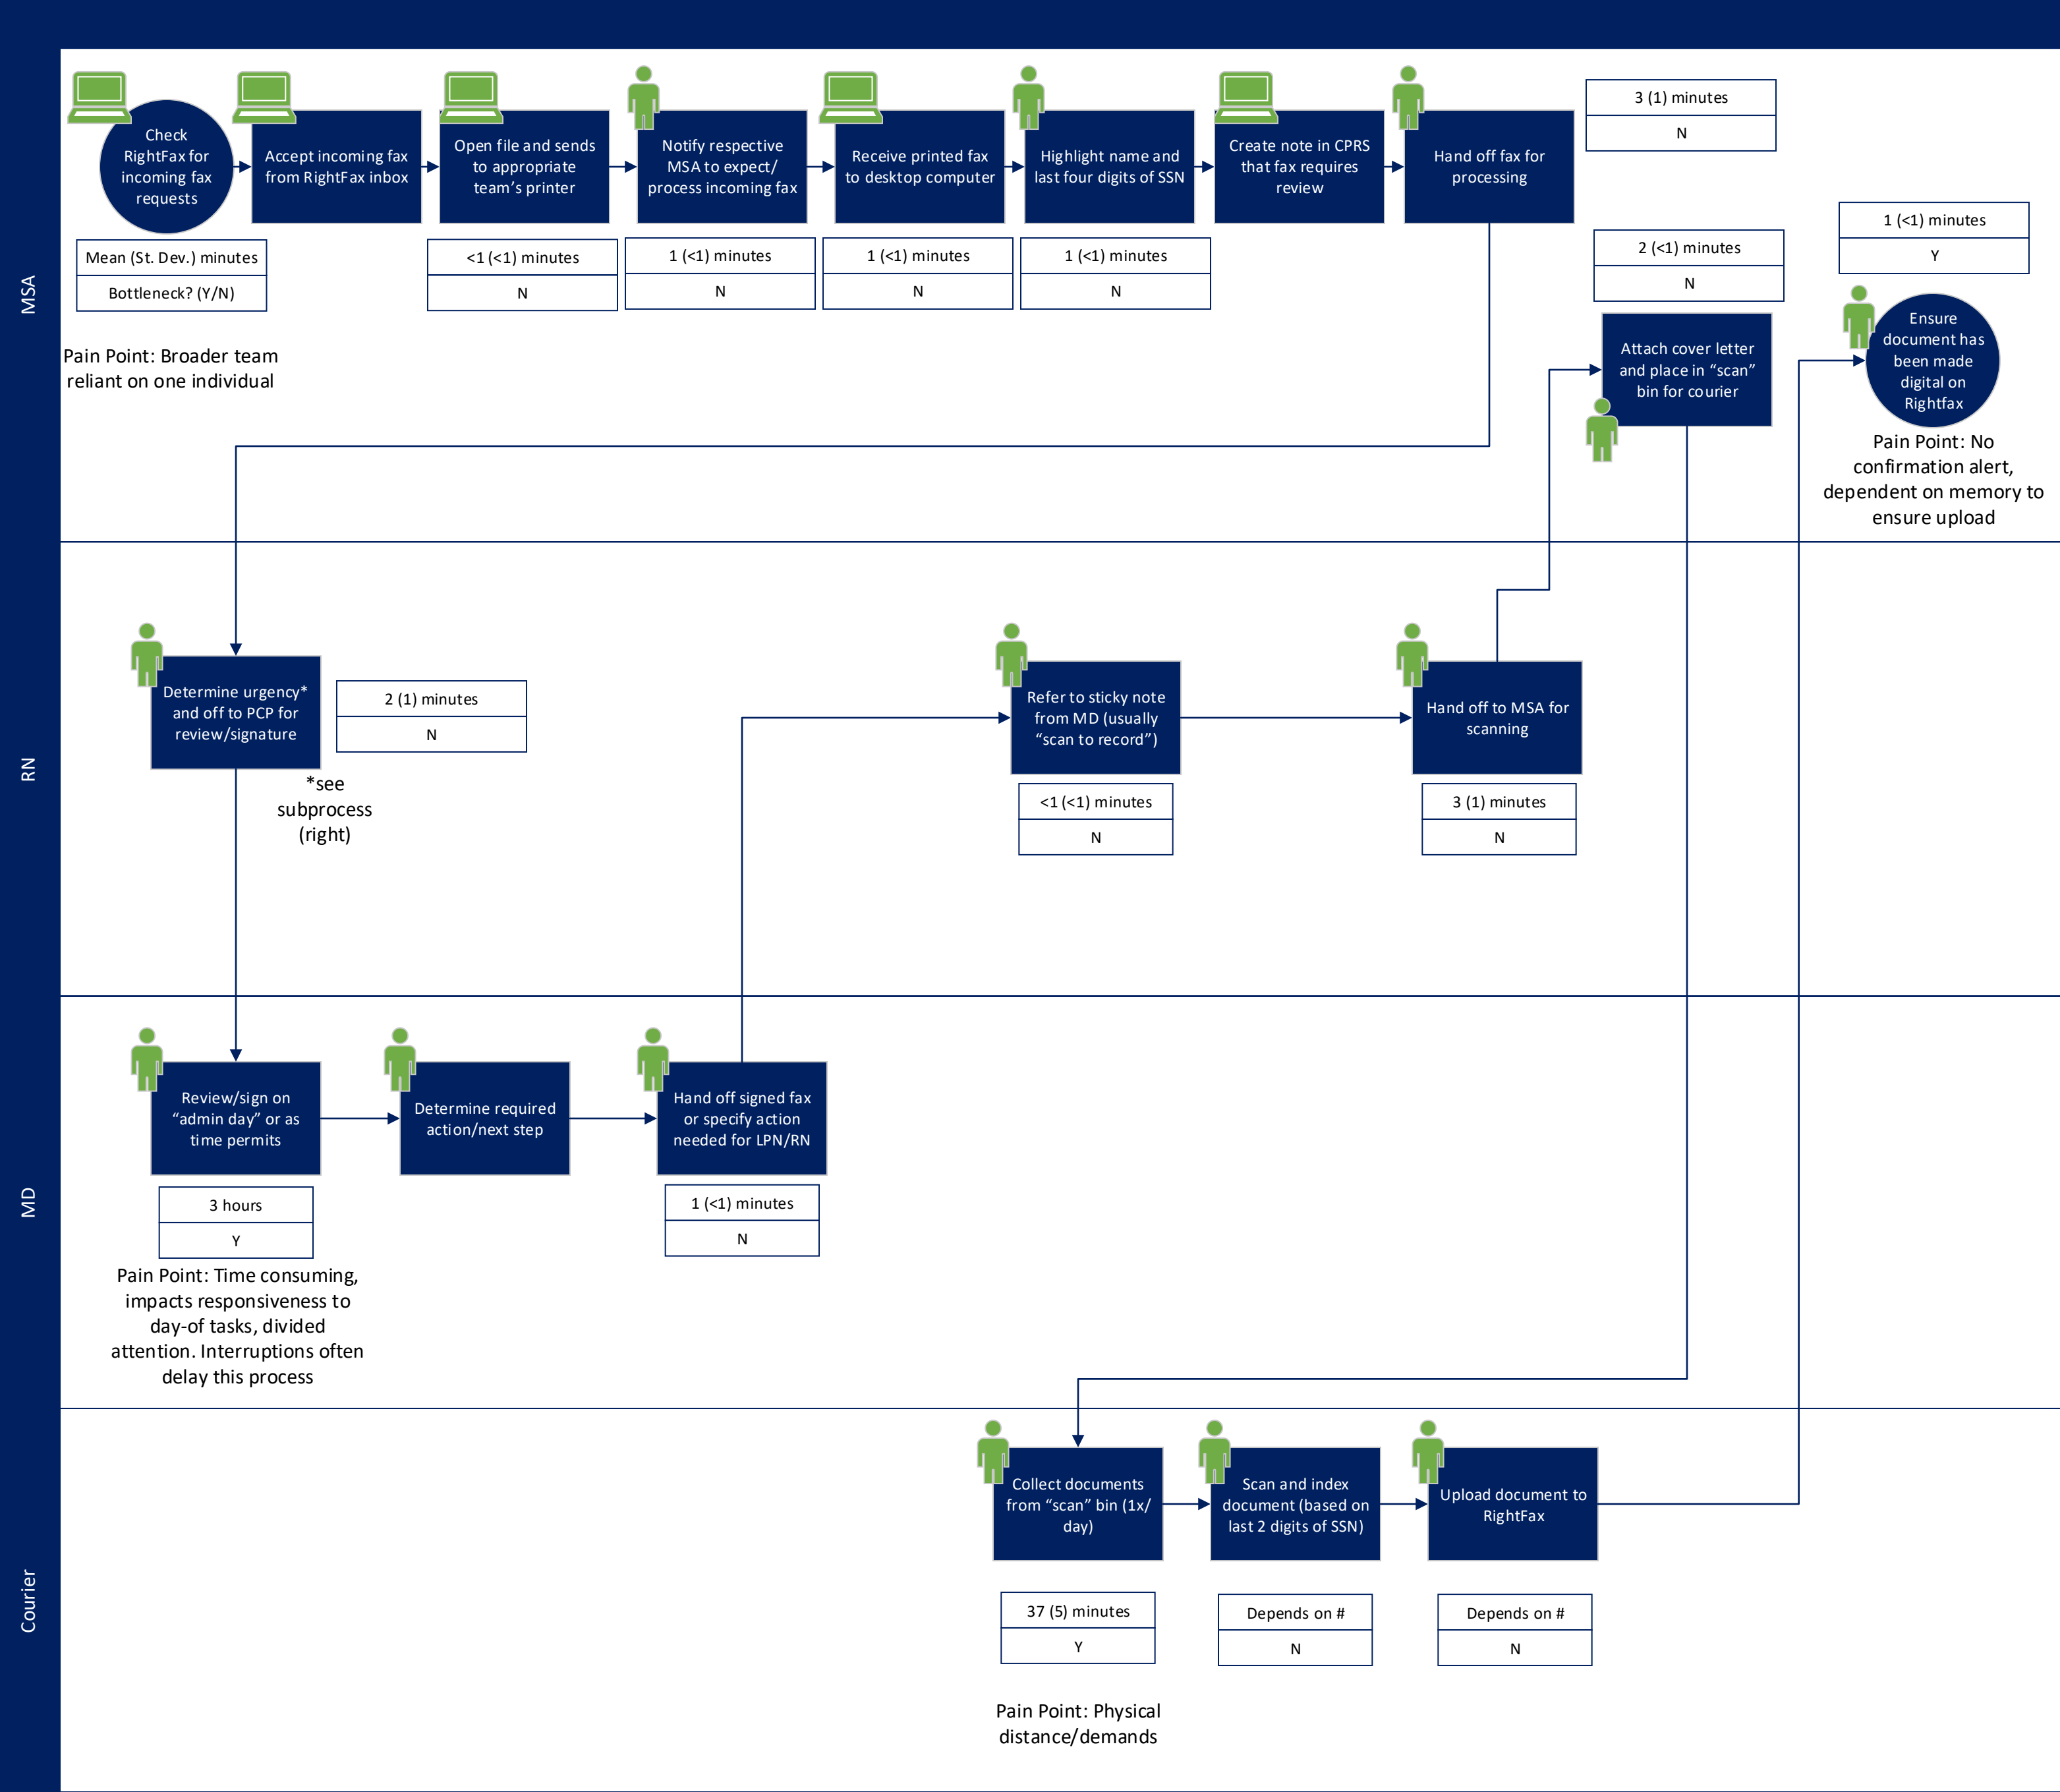 MSA
Check
RightFax for
incoming fax
requests
Accept incoming fax
from RightFax inbox
Open file and sends
to appropriate
team's printer
Notify respective
MSA to expect/
process incoming fax
Receive printed fax
to desktop computer
Highlight name and
last four digits of SSN
Create note in CPRS
that fax requires
review
Hand off fax for
processing
3 (1) minutes
N
Mean (St. Dev.) minutes
Bottleneck? (Y/N)
<1 (<1) minutes
N
1 (<1) minutes
N
1 (<1) minutes
N
1 (<1) minutes
N
Pain Point: Broader team
reliant on one individual
2 (<1) minutes
N
Attach cover letter
and place in “scan”
bin for courier
1 (<1) minutes
Y
Ensure
document has
been made
digital on
Rightfax
Pain Point: No
confirmation alert,
dependent on memory to
ensure upload
RN
Determine urgency*
and off to PCP for
review/signature
2 (1) minutes
N
*see
subprocess
(right)
Refer to sticky note
from MD (usually
“scan to record”)
<1 (<1) minutes
N
Hand off to MSA for
scanning
3 (1) minutes
N
MD
Review/sign on
“admin day” or as
time permits
3 hours
Y
Pain Point: Time consuming,
impacts responsiveness to
day-of tasks, divided
attention. Interruptions often
delay this process
Determine required
action/next step
Hand off signed fax
or specify action
needed for LPN/RN
1 (<1) minutes
N
Courier
Collect documents
from “scan” bin (1x/
day)
37 (5) minutes
Y
Pain Point: Physical
distance/demands
Scan and index
document (based on
last 2 digits of SSN)
Depends on #
N
Upload document to
RightFax
Depends on #
N